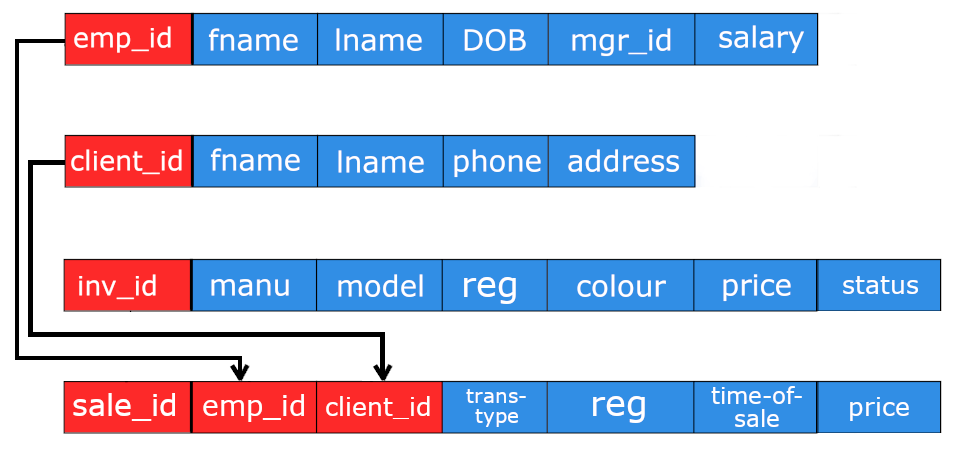 emp_id fname lname DOB mgr_id salary
client_id fname lname phone address
inv_id manu model reg colour price status
sale_id emp_id client_id trans-
type reg time-of-
sale price